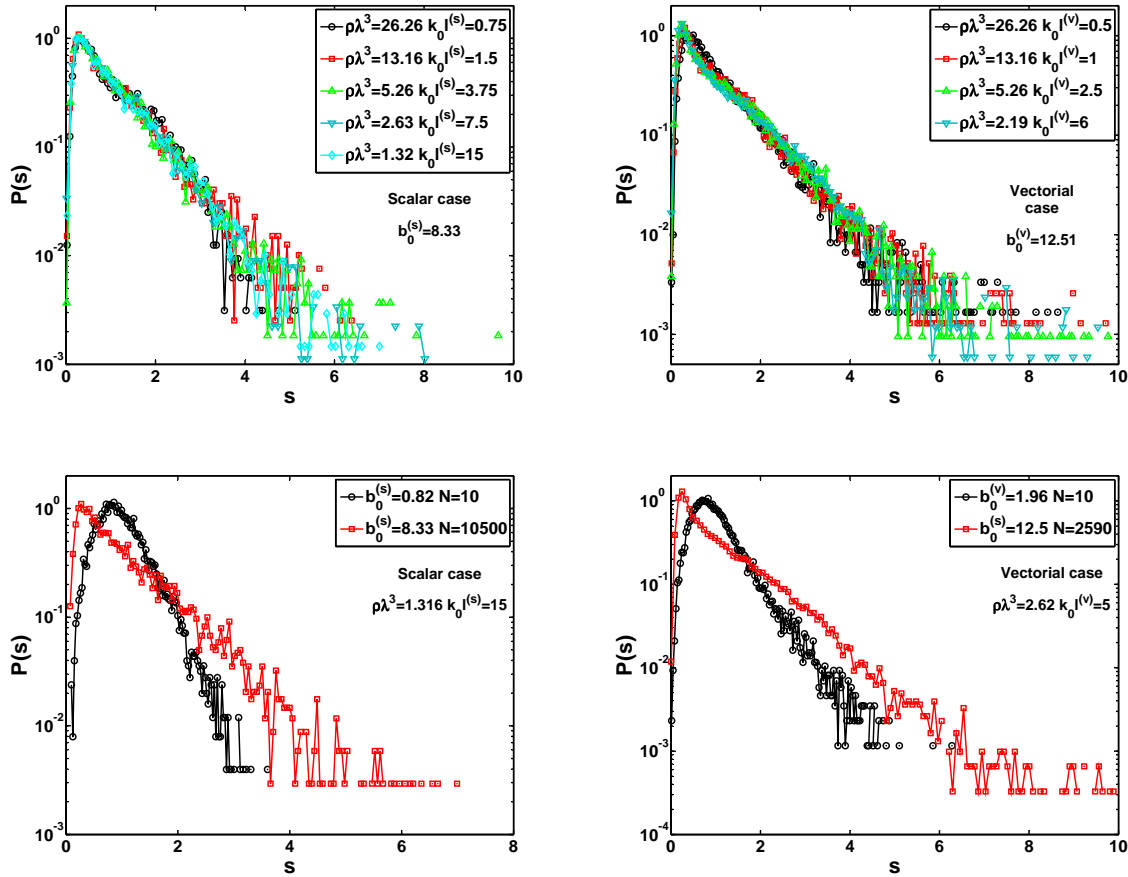 ρλ³=26.26 k₀l⁽ˢ⁾=0.75
ρλ³=13.16 k₀l⁽ˢ⁾=1.5
ρλ³=5.26 k₀l⁽ˢ⁾=3.75
ρλ³=2.63 k₀l⁽ˢ⁾=7.5
ρλ³=1.32 k₀l⁽ˢ⁾=15
Scalar case
b₀⁽ˢ⁾=8.33
10⁰
10⁻¹
10⁻²
10⁻³
P(s)
0 2 4 6 8 10
s
ρλ³=26.26 k₀l⁽ᵛ⁾=0.5
ρλ³=13.16 k₀l⁽ᵛ⁾=1
ρλ³=5.26 k₀l⁽ᵛ⁾=2.5
ρλ³=2.19 k₀l⁽ᵛ⁾=6
Vectorial
case
b₀⁽ᵛ⁾=12.51
10⁰
10⁻¹
10⁻²
10⁻³
P(s)
0 2 4 6 8 10
s
b₀⁽ˢ⁾=0.82 N=10
b₀⁽ˢ⁾=8.33 N=10500
Scalar case
ρλ³=1.316 k₀l⁽ˢ⁾=15
10⁰
10⁻¹
10⁻²
10⁻³
P(s)
0 2 4 6 8
s
b₀⁽ᵛ⁾=1.96 N=10
b₀⁽ˢ⁾=12.5 N=2590
Vectorial case
ρλ³=2.62 k₀l⁽ᵛ⁾=5
10⁰
10⁻¹
10⁻²
10⁻³
10⁻⁴
P(s)
0 2 4 6 8 10
s